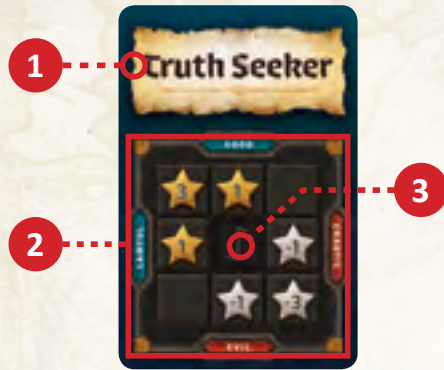 1
Truth Seeker
GOOD
3 1
3
2
LAWFUL
1
-1
CHAOTIC
-1 -3
EVIL